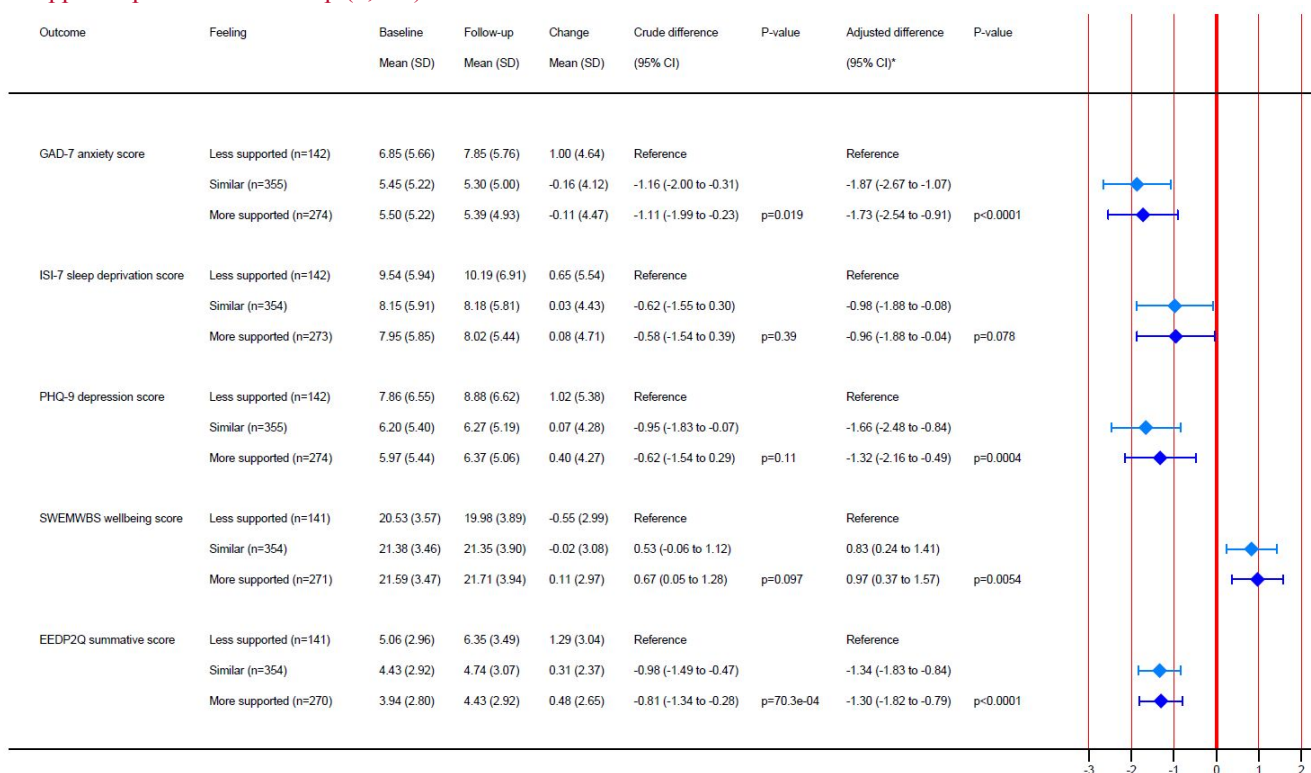 Outcome Feeling Baseline Follow-up Change Crude difference P-value Adjusted difference P-value
Mean (SD) Mean (SD) Mean (SD) (95% CI) (95% CI)*
GAD-7 anxiety score Less supported (n=142) 6.85 (5.66) 7.85 (5.76) 1.00 (4.64) Reference Reference
Similar (n=355) 5.45 (5.22) 5.30 (5.00) -0.16 (4.12) -1.16 (-2.00 to -0.31) -1.87 (-2.67 to -1.07)
More supported (n=274) 5.50 (5.22) 5.39 (4.93) -0.11 (4.47) -1.11 (-1.99 to -0.23) p=0.019 -1.73 (-2.54 to -0.91) p<0.0001
ISI-7 sleep deprivation score Less supported (n=142) 9.54 (5.94) 10.19 (6.91) 0.65 (5.54) Reference Reference
Similar (n=354) 8.15 (5.91) 8.18 (5.81) 0.03 (4.43) -0.62 (-1.55 to 0.30) -0.98 (-1.88 to -0.08)
More supported (n=273) 7.95 (5.85) 8.02 (5.44) 0.08 (4.71) -0.58 (-1.54 to 0.39) p=0.39 -0.96 (-1.88 to -0.04) p=0.078
PHQ-9 depression score Less supported (n=142) 7.86 (6.55) 8.88 (6.62) 1.02 (5.38) Reference Reference
Similar (n=355) 6.20 (5.40) 6.27 (5.19) 0.07 (4.28) -0.95 (-1.83 to -0.07) -1.66 (-2.48 to -0.84)
More supported (n=274) 5.97 (5.44) 6.37 (5.06) 0.40 (4.27) -0.62 (-1.54 to 0.29) p=0.11 -1.32 (-2.16 to -0.49) p=0.0004
SWEMWBS wellbeing score Less supported (n=141) 20.53 (3.57) 19.98 (3.89) -0.55 (2.99) Reference Reference
Similar (n=354) 21.38 (3.46) 21.35 (3.90) -0.02 (3.08) 0.53 (-0.06 to 1.12) 0.83 (0.24 to 1.41)
More supported (n=271) 21.59 (3.47) 21.71 (3.94) 0.11 (2.97) 0.67 (0.05 to 1.28) p=0.097 0.97 (0.37 to 1.57) p=0.0054
EEDP2Q summative score Less supported (n=141) 5.06 (2.96) 6.35 (3.49) 1.29 (3.04) Reference Reference
Similar (n=354) 4.43 (2.92) 4.74 (3.07) 0.31 (2.37) -0.98 (-1.49 to -0.47) -1.34 (-1.83 to -0.84)
More supported (n=270) 3.94 (2.80) 4.43 (2.92) 0.48 (2.65) -0.81 (-1.34 to -0.28) p=70.3e-04 -1.30 (-1.82 to -0.79) p<0.0001
-3 -2 -1 0 1 2